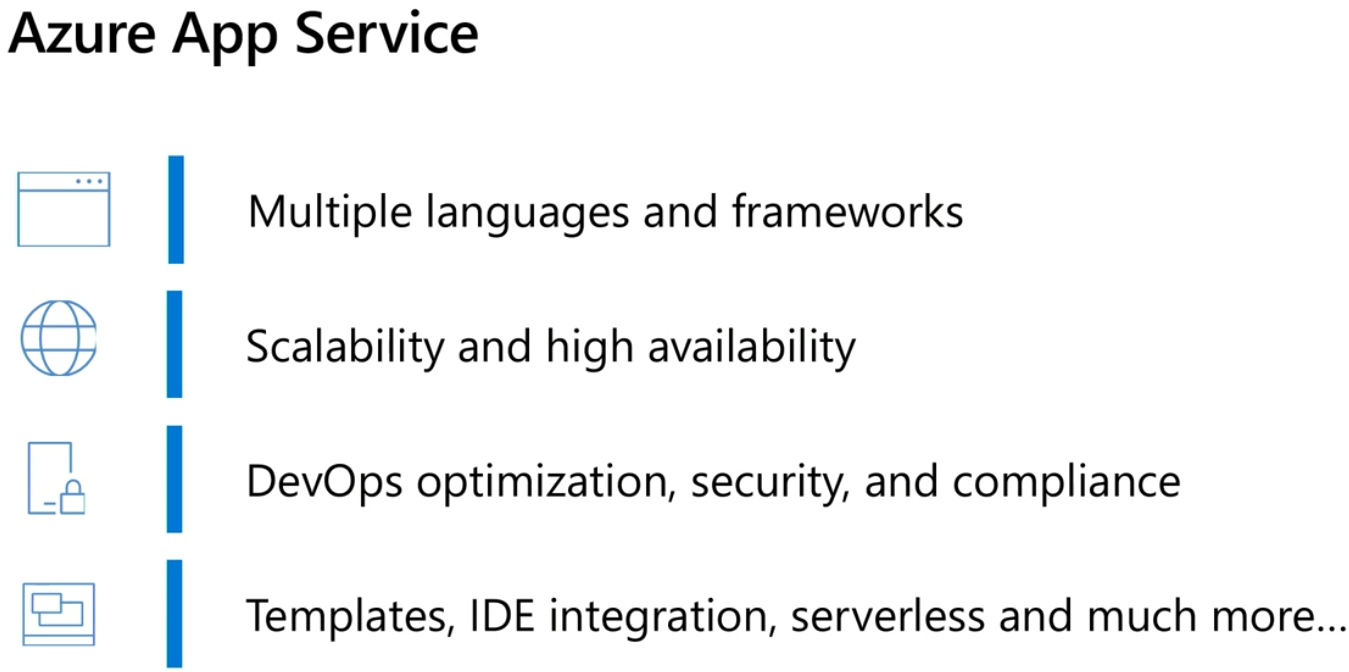 Azure App Service
Multiple languages and frameworks
Scalability and high availability
DevOps optimization, security, and compliance
Templates, IDE integration, serverless and much more...